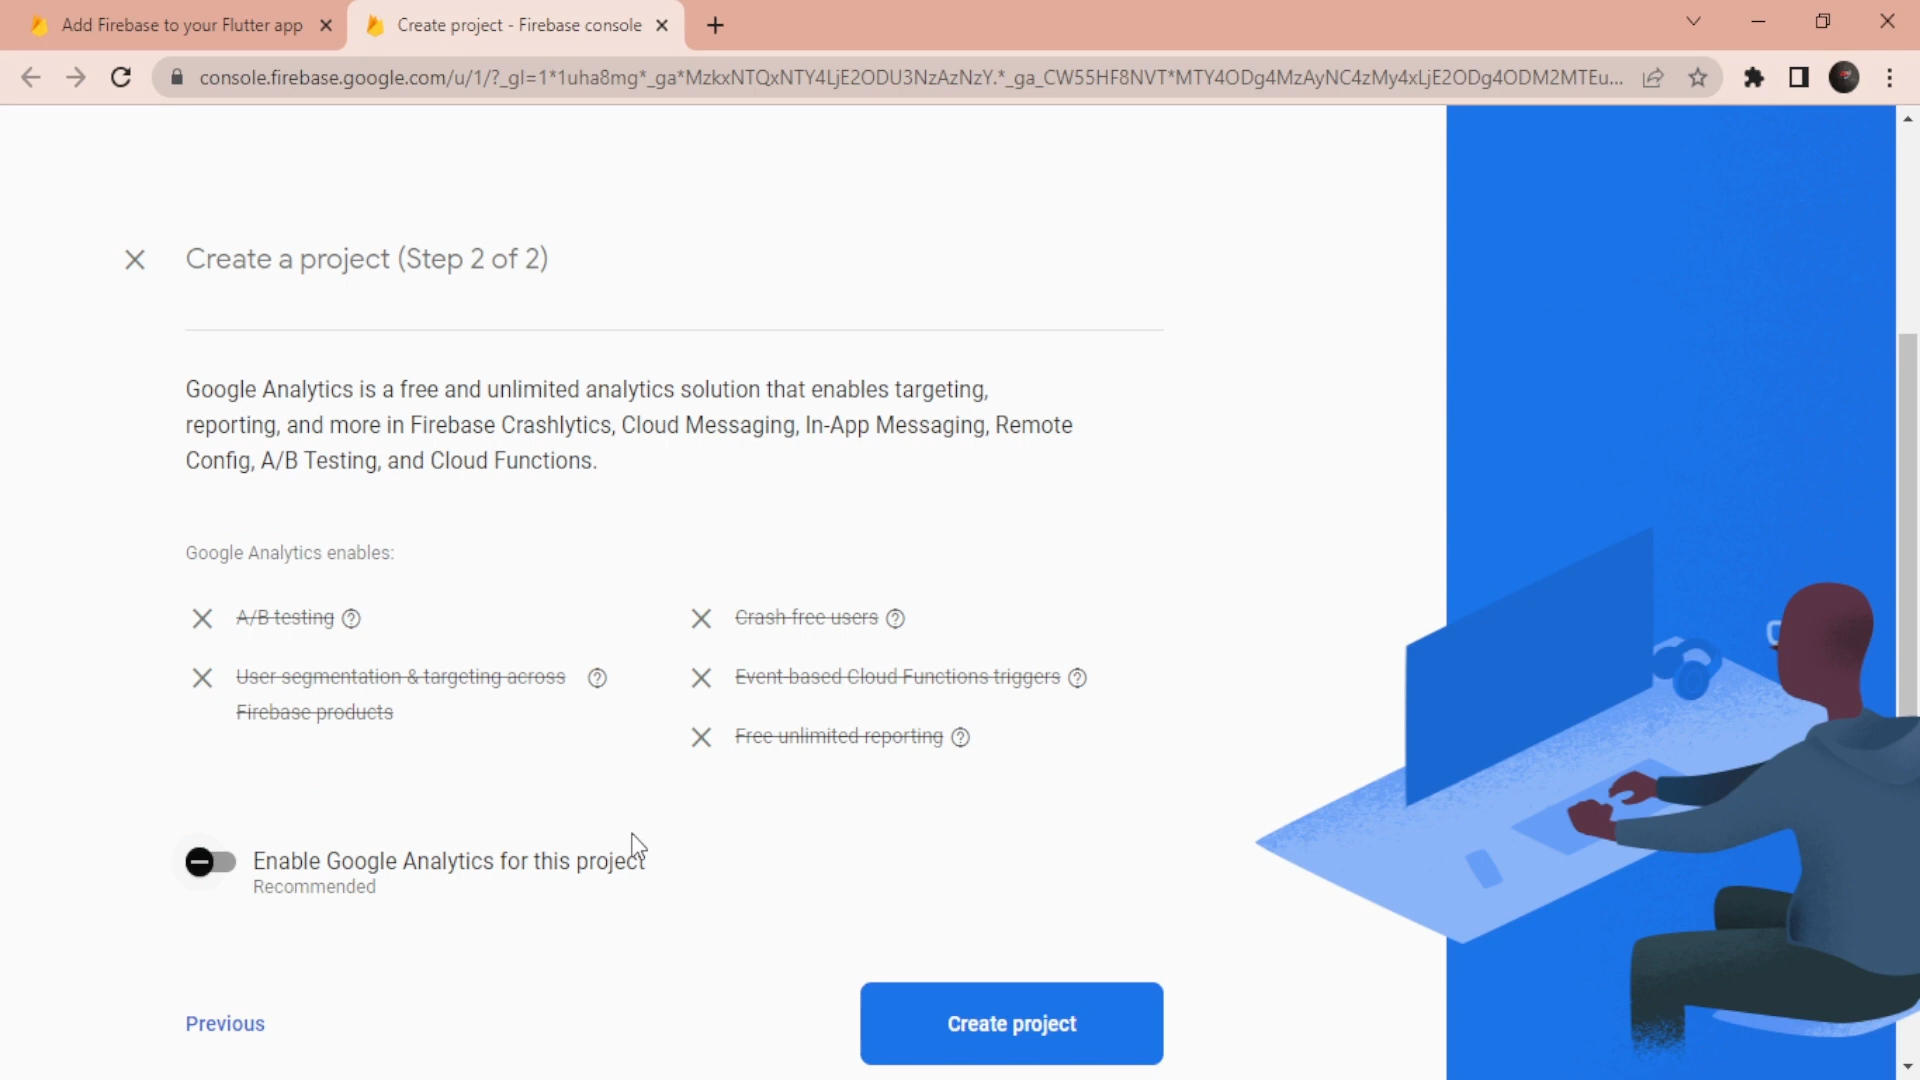 Add Firebase to your Flutter app
Create project - Firebase console
console.firebase.google.com/u/1/?_gl=1*1uha8mg*_ga*MzkxNTQxNTY4LjE2ODU3NzAzNzY.*_ga_CW55HF8NVT*MTY4ODg4MzAyNC4zMy4xLjE2ODg4ODM2MTEu...
Create a project (Step 2 of 2)
Google Analytics is a free and unlimited analytics solution that enables targeting,
reporting, and more in Firebase Crashlytics, Cloud Messaging, In-App Messaging, Remote
Config, A/B Testing, and Cloud Functions.
Google Analytics enables:
A/B testing
Crash free users
User segmentation & targeting across
Firebase products
Event based Cloud Functions triggers
Free unlimited reporting
Enable Google Analytics for this project
Recommended
Previous
Create project